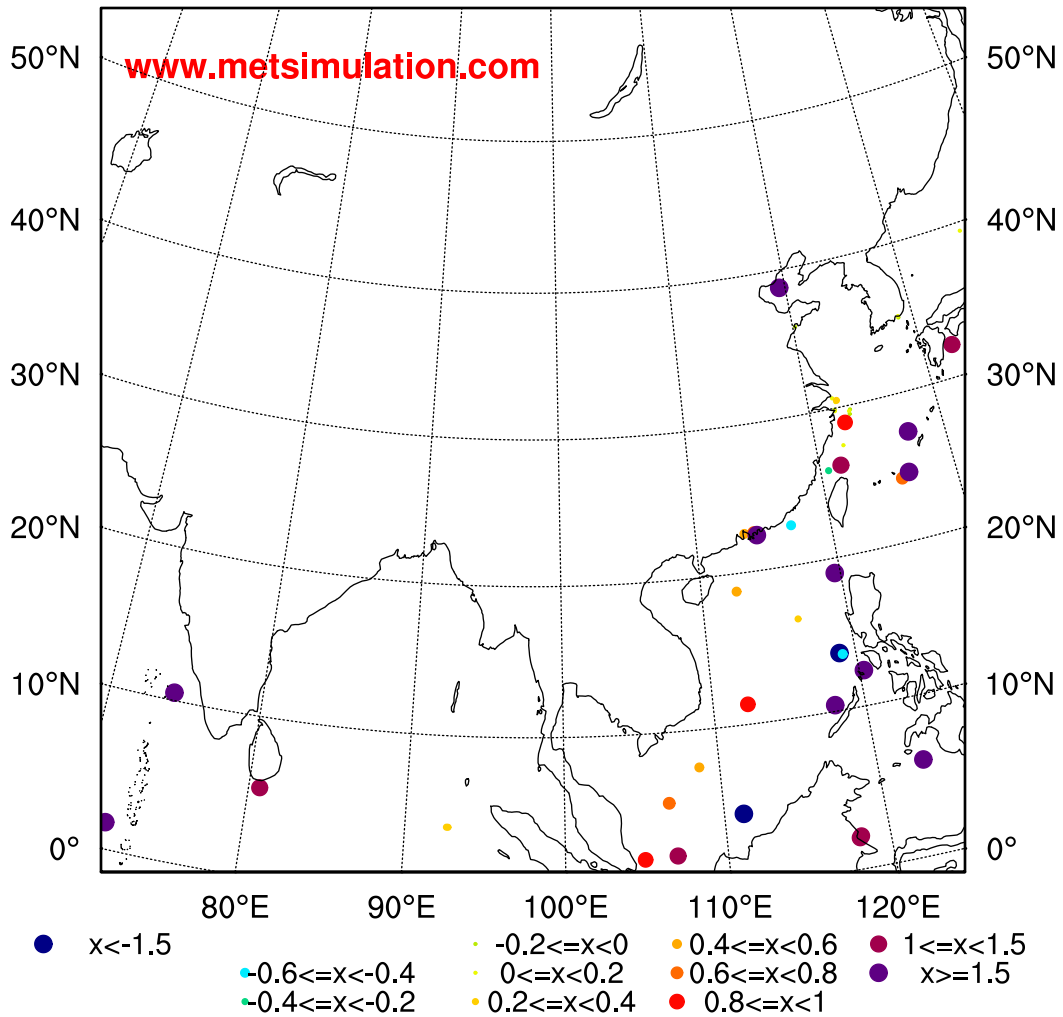 www.metsimulation.com
50°N 50°N
40°N 40°N
30°N 30°N
20°N 20°N
10°N 10°N
0° 0°
80°E 90°E 100°E 110°E 120°E
x<-1.5 -0.2<=x<0 0.4<=x<0.6 1<=x<1.5
-0.6<=x<-0.4 0<=x<0.2 0.6<=x<0.8 x>=1.5
-0.4<=x<-0.2 0.2<=x<0.4 0.8<=x<1